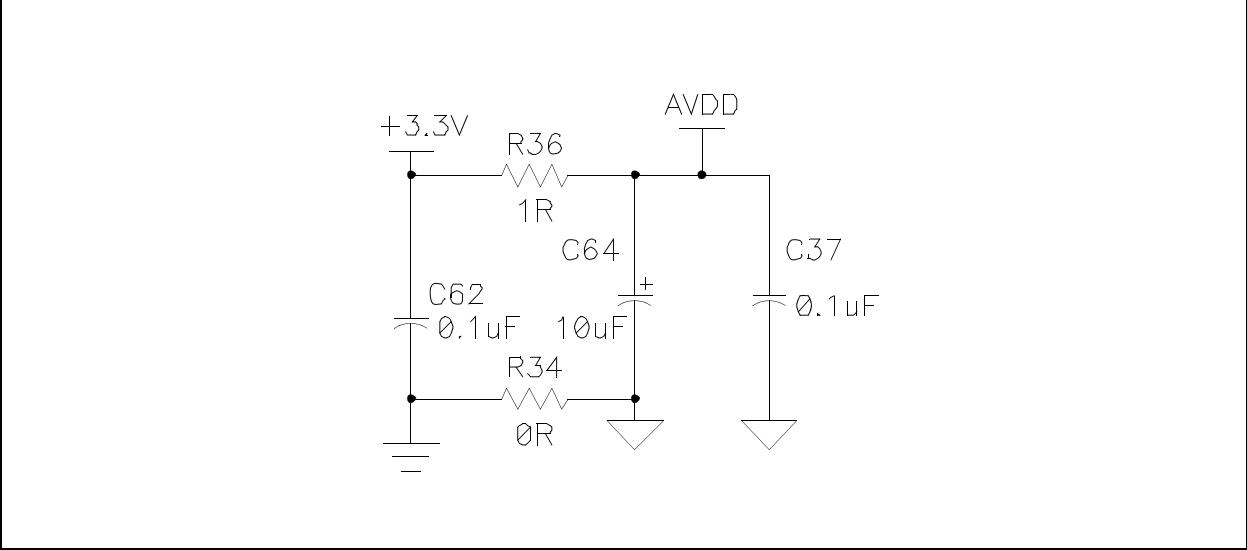 AVDD
+3.3V
R36
1R
C64
C37
C62
0.1uF
0.1uF
10uF
R34
0R